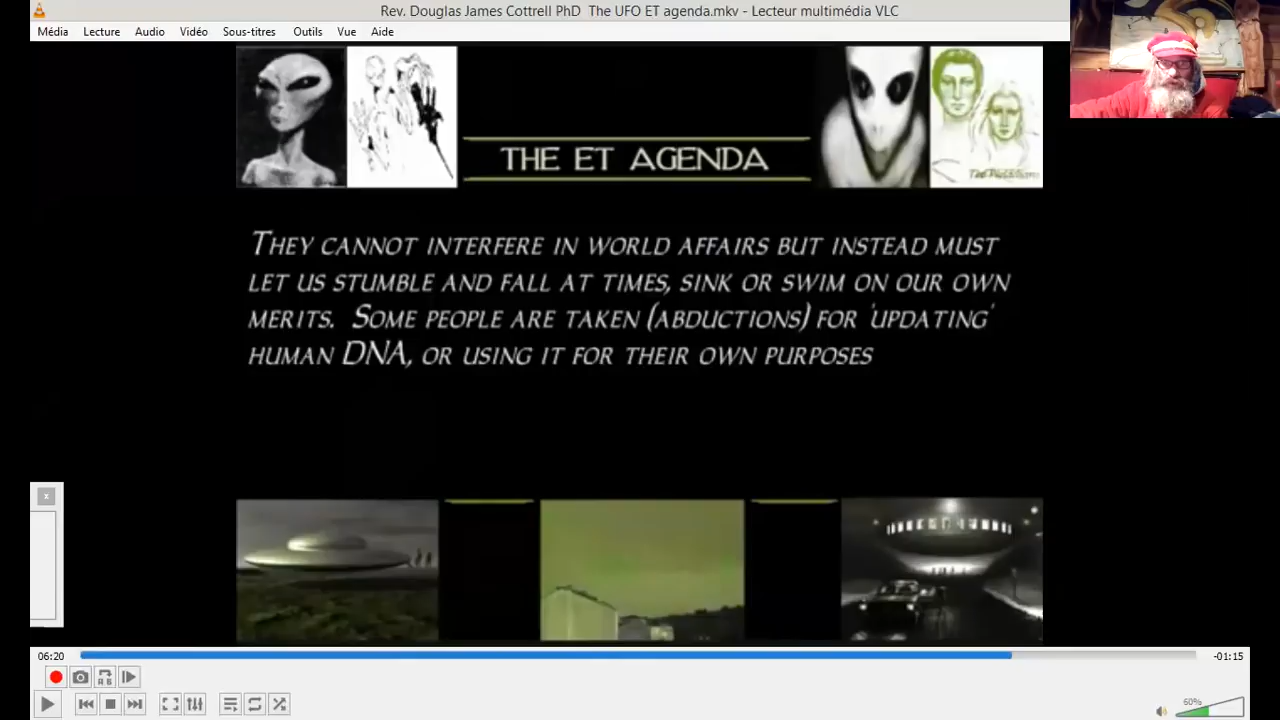 Rev. Douglas James Cottrell PhD  The UFO ET agenda.mkv - Lecteur multimédia VLC
Média Lecture Audio Vidéo Sous-titres Outils Vue Aide
THE ET AGENDA
THEY CANNOT INTERFERE IN WORLD AFFAIRS BUT INSTEAD MUST
LET US STUMBLE AND FALL AT TIMES, SINK OR SWIM ON OUR OWN
MERITS.  SOME PEOPLE ARE TAKEN (ABDUCTIONS) FOR 'UPDATING'
HUMAN DNA, OR USING IT FOR THEIR OWN PURPOSES
06:20
-01:15
60%